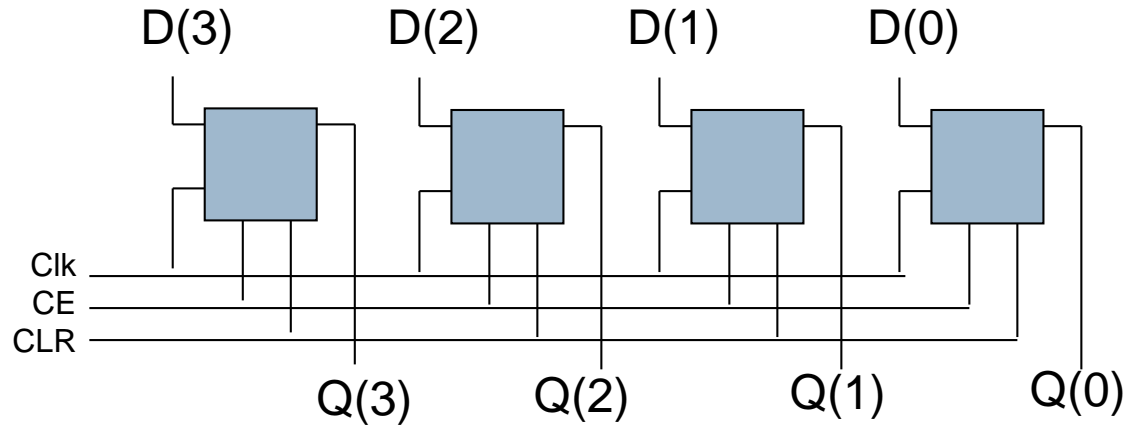 D(3) D(2) D(1) D(0)
Clk
CE
CLR
Q(3) Q(2) Q(1) Q(0)